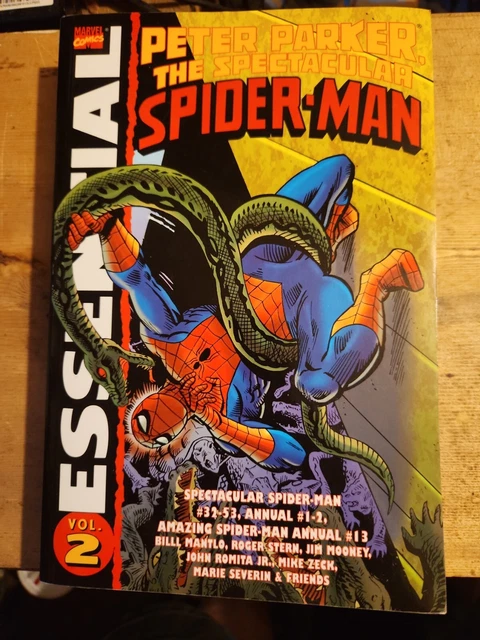 MARVEL
COMICS
ESSENTIAL
VOL.
2
PETER PARKER,
THE SPECTACULAR
SPIDER-MAN
SPECTACULAR SPIDER-MAN
#32-53, ANNUAL #1-2,
AMAZING SPIDER-MAN ANNUAL #13
BILLL MANTLO, ROGER STERN, JIM MOONEY,
JOHN ROMITA JR., MIKE ZECK,
MARIE SEVERIN & FRIENDS